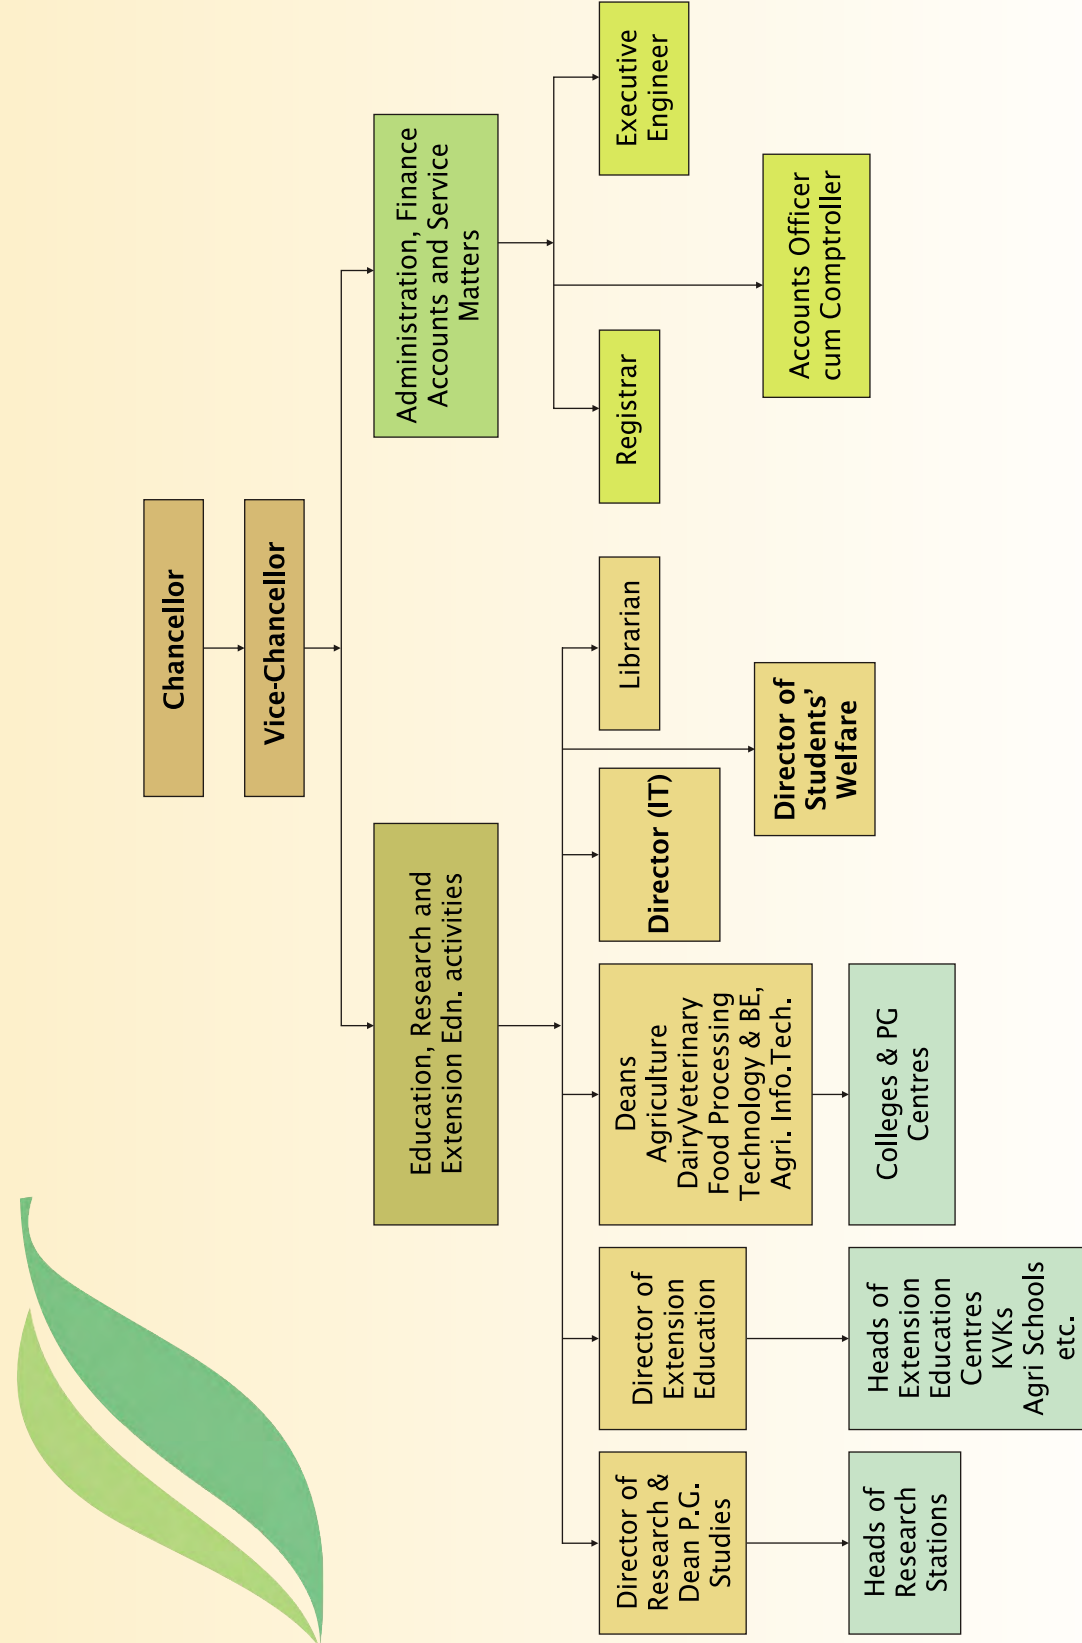 Chancellor
Vice-Chancellor
Education, Research and
Extension Edn. activities
Administration, Finance
Accounts and Service
Matters
Director of
Research &
Dean P.G.
Studies
Director of
Extension
Education
Deans
Agriculture
DairyVeterinary
Food Processing
Technology & BE,
Agri. Info.Tech.
Director (IT)
Director of
Students’
Welfare
Librarian
Registrar
Accounts Officer
cum Comptroller
Executive
Engineer
Heads of
Research
Stations
Heads of
Extension
Education
Centres
KVKs
Agri Schools
etc.
Colleges & PG
Centres